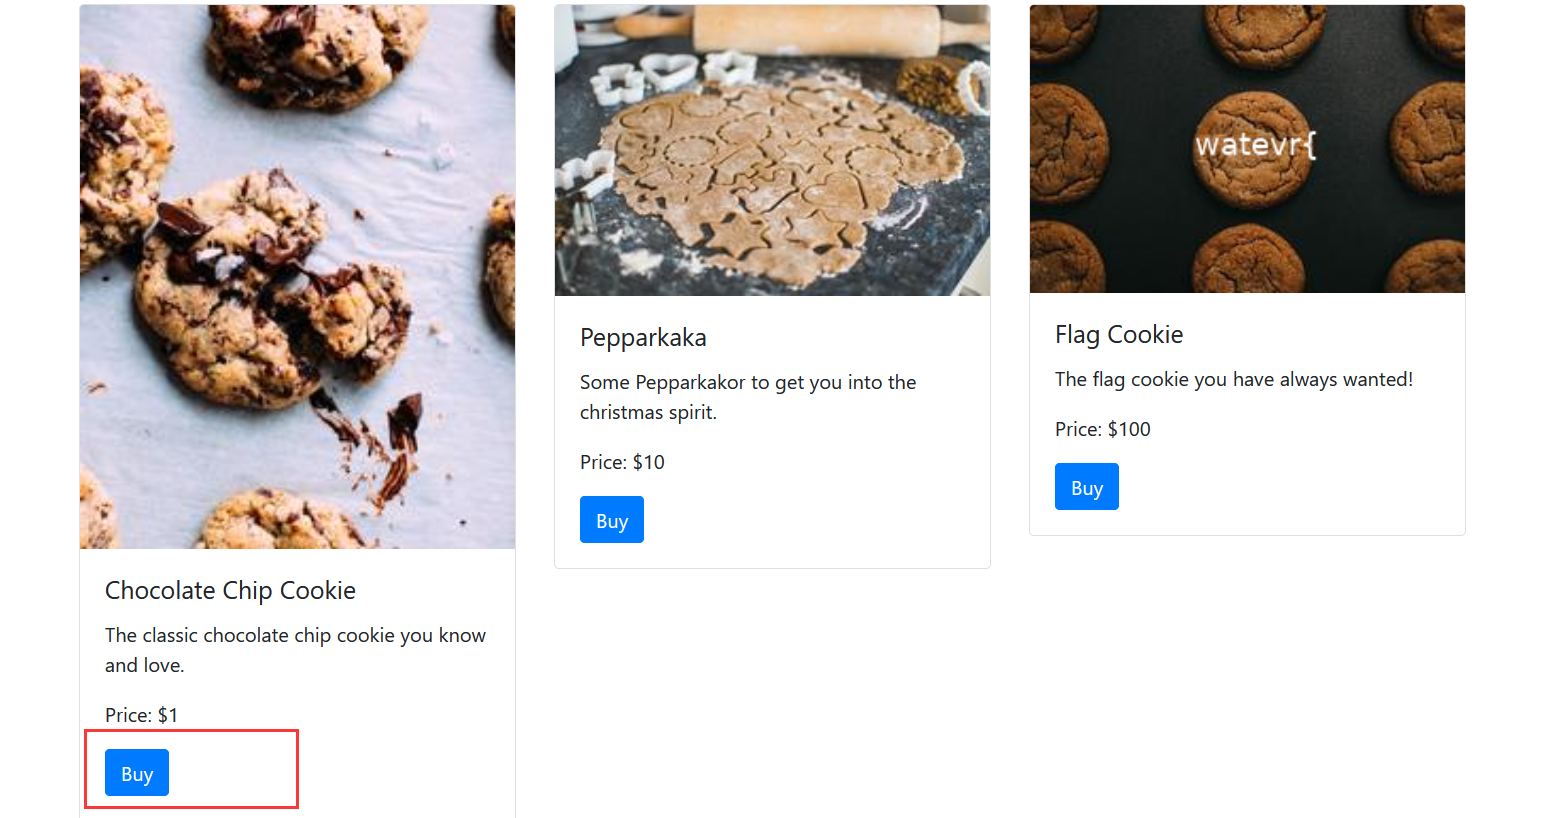 Chocolate Chip Cookie
The classic chocolate chip cookie you know
and love.
Price: $1
Buy
Pepparkaka
Some Pepparkakor to get you into the
christmas spirit.
Price: $10
Buy
watevr{
Flag Cookie
The flag cookie you have always wanted!
Price: $100
Buy